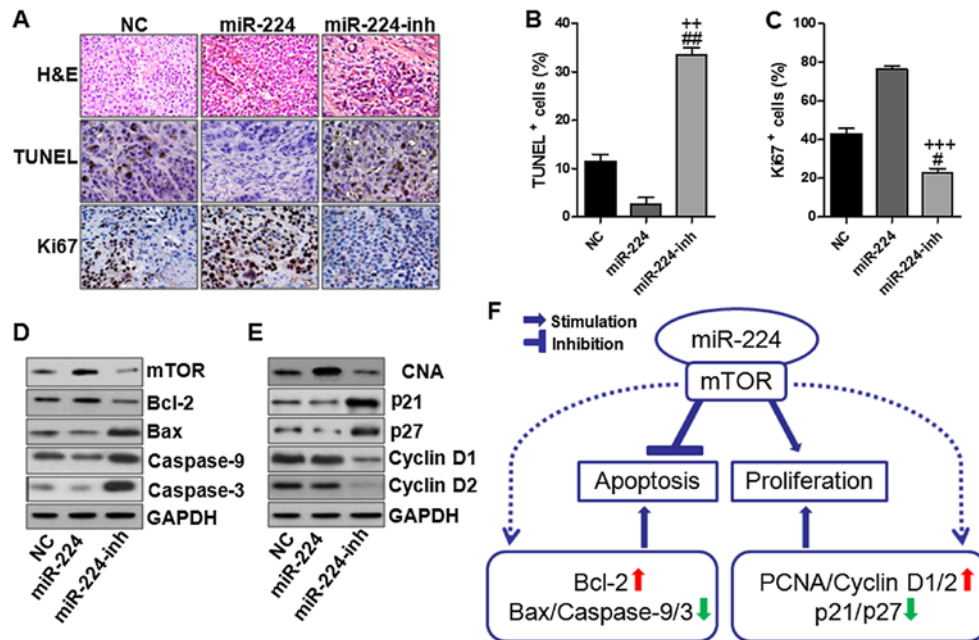 A
NC
miR-224
miR-224-inh
H&E
TUNEL
Ki67
B
TUNEL + cells (%)
40
30
20
10
0
++
##
NC
miR-224
miR-224-inh
C
Ki67 + cells (%)
100
80
60
40
20
0
+++
#
NC
miR-224
miR-224-inh
D
mTOR
Bcl-2
Bax
Caspase-9
Caspase-3
GAPDH
NC
miR-224
miR-224-inh
E
CNA
p21
p27
Cyclin D1
Cyclin D2
GAPDH
NC
miR-224
miR-224-inh
F
Stimulation
Inhibition
miR-224
mTOR
Apoptosis
Proliferation
Bcl-2
Bax/Caspase-9/3
PCNA/Cyclin D1/2
p21/p27